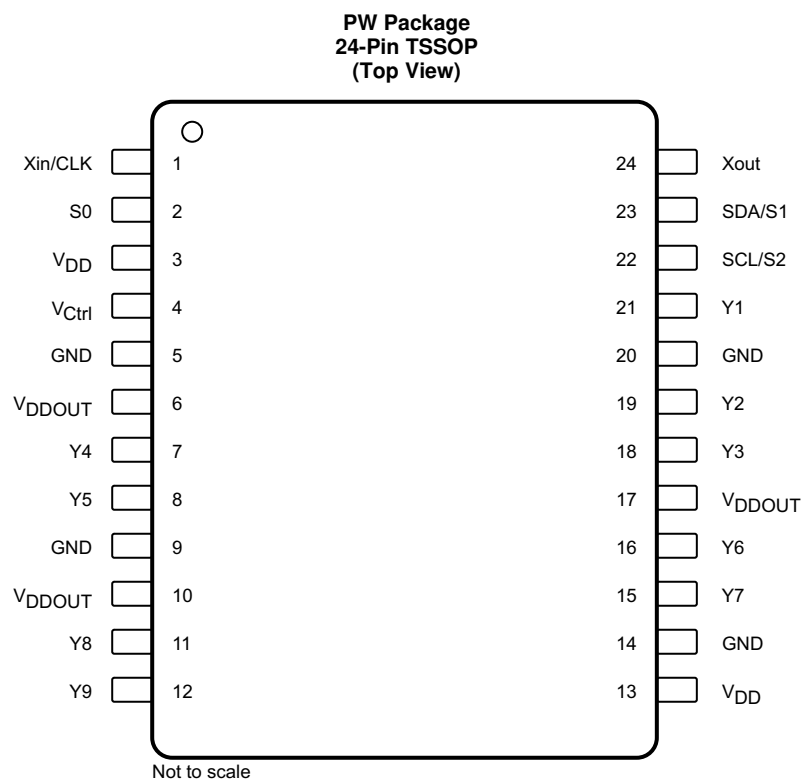 PW Package
24-Pin TSSOP
(Top View)
Xin/CLK 1 24 Xout
S0 2 23 SDA/S1
VDD 3 22 SCL/S2
VCtrl 4 21 Y1
GND 5 20 GND
VDDOUT 6 19 Y2
Y4 7 18 Y3
Y5 8 17 VDDOUT
GND 9 16 Y6
VDDOUT 10 15 Y7
Y8 11 14 GND
Y9 12 13 VDD
Not to scale